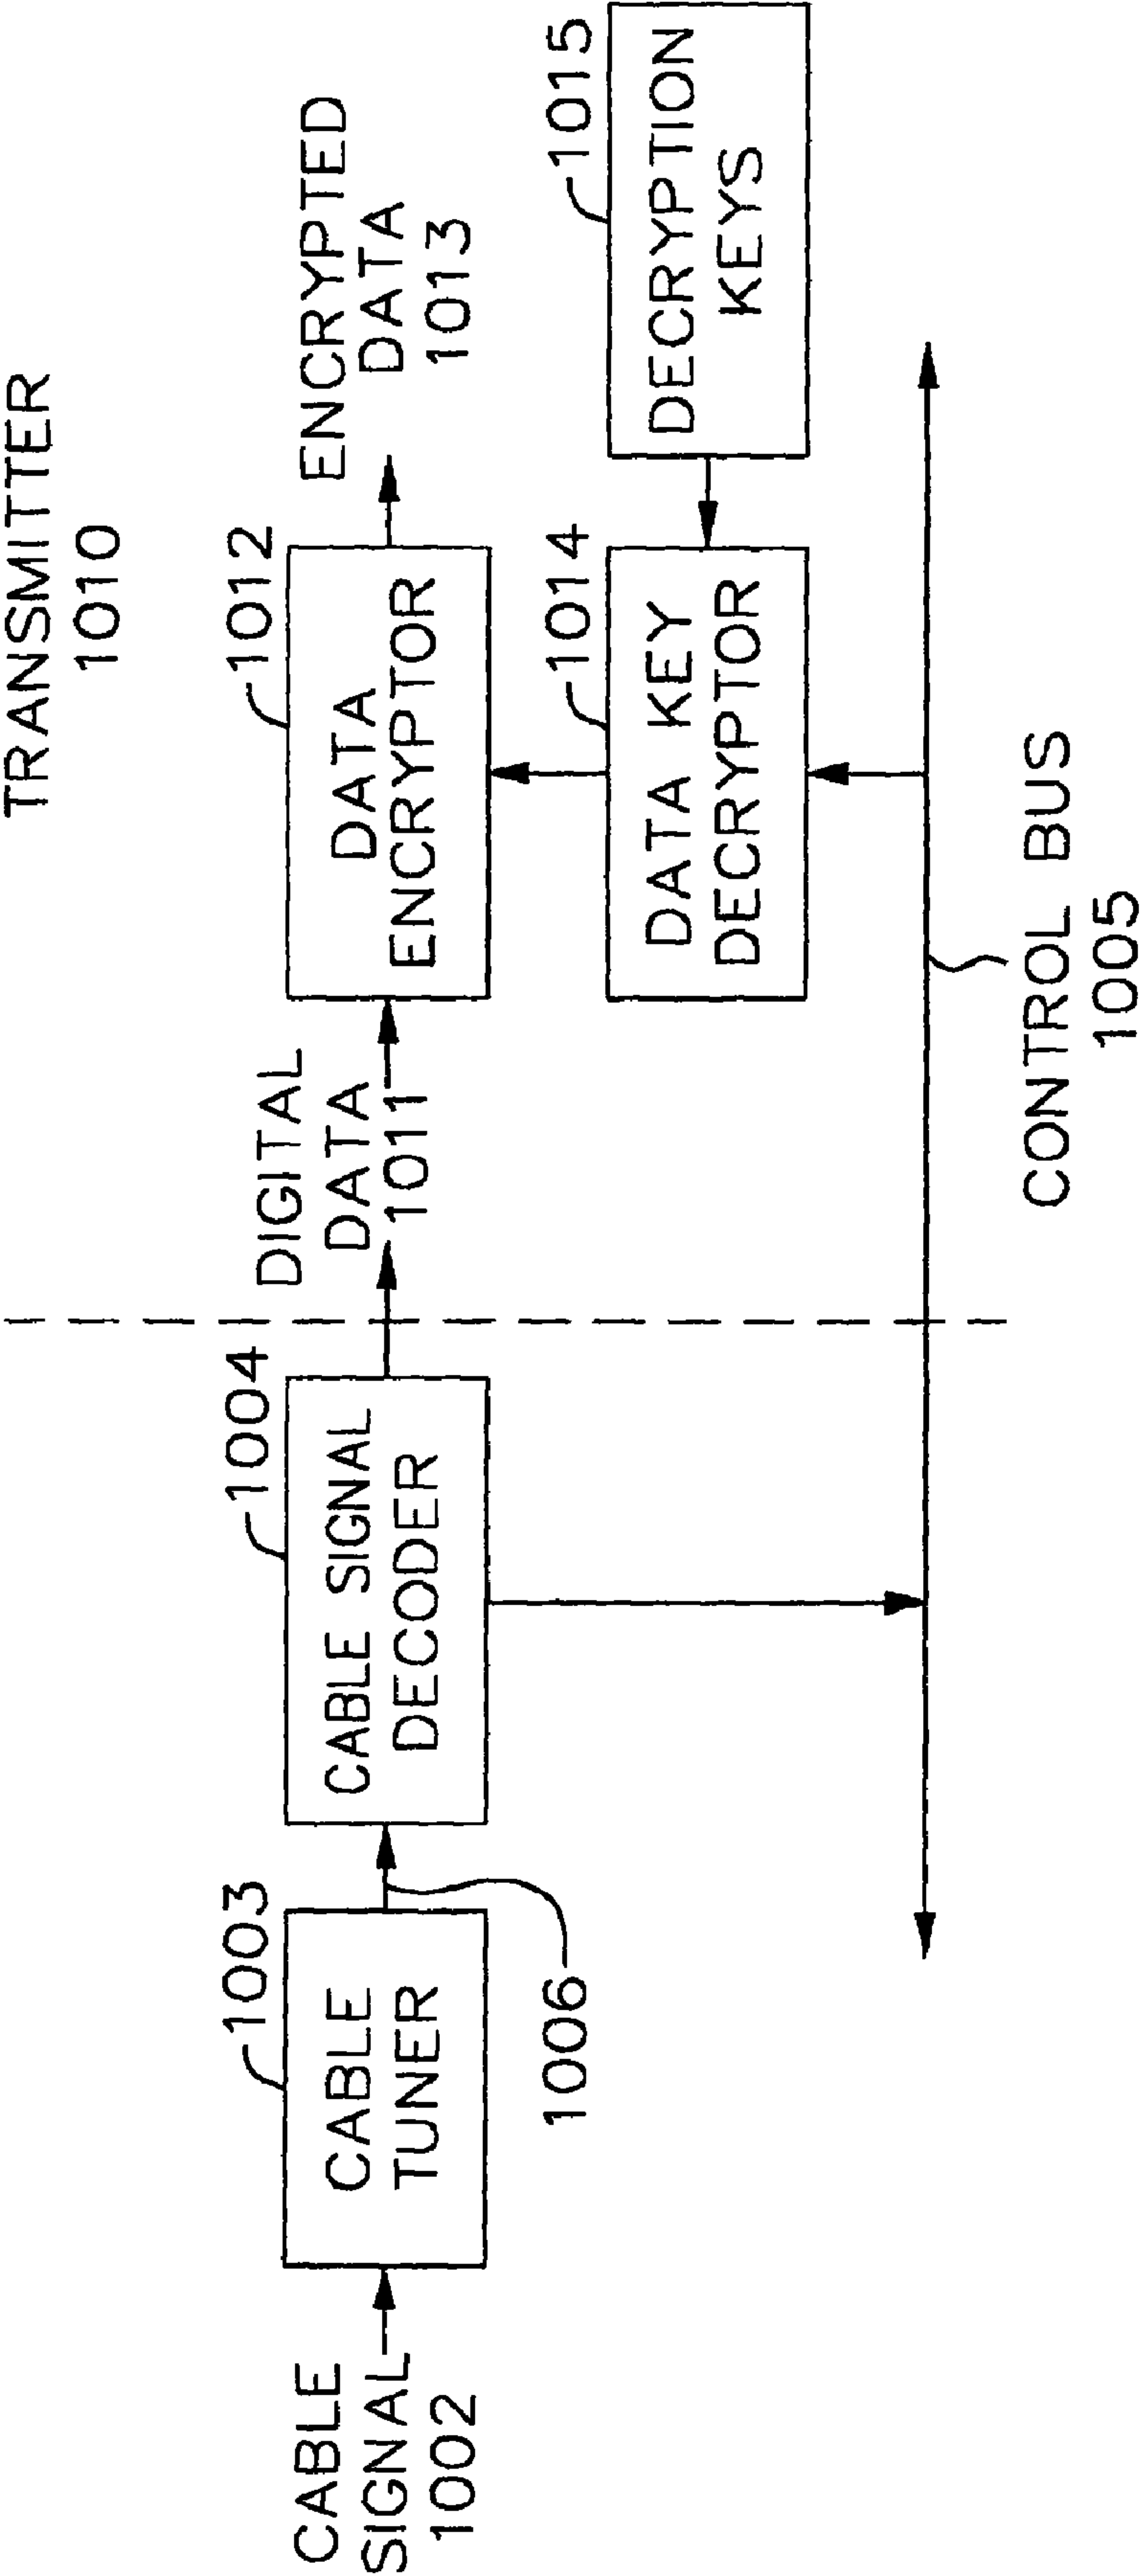 TRANSMITTER
1010
CABLE
SIGNAL
1002
1003
CABLE
TUNER
1006
1004
CABLE SIGNAL
DECODER
DIGITAL
DATA
1011
1012
DATA
ENCRYPTOR
ENCRYPTED
DATA
1013
1014
DATA KEY
DECRYPTOR
1015
DECRYPTION
KEYS
CONTROL BUS
1005